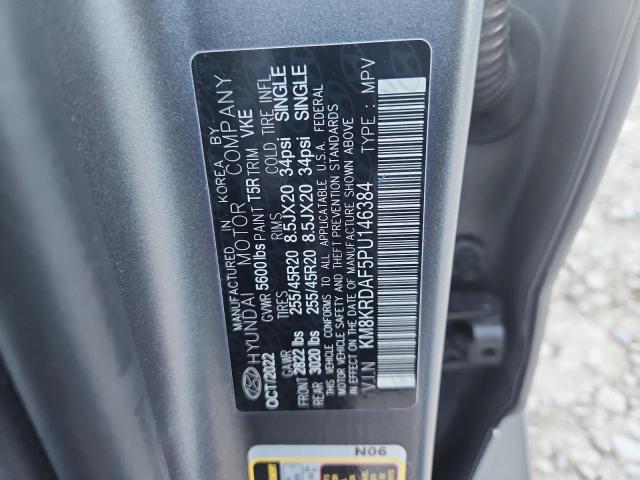 MANUFACTURED IN KOREA BY
HYUNDAI MOTOR COMPANY
OCT/2022 GVWR 5600lbs PAINT T5R TRIM VKE
GAWR TIRES RIMS COLD TIRE INFL
FRONT 2822 lbs 255/45R20 8.5JX20 34psi SINGLE
REAR 3020 lbs 255/45R20 8.5JX20 34psi SINGLE
THIS VEHICLE CONFORMS TO ALL APPLICABLE U.S.A. FEDERAL
MOTOR VEHICLE SAFETY AND THEFT PREVENTION STANDARDS
IN EFFECT ON THE DATE OF MANUFACTURE SHOWN ABOVE
V.I.N KM8KRDAF5PU146384 TYPE : MPV
N06